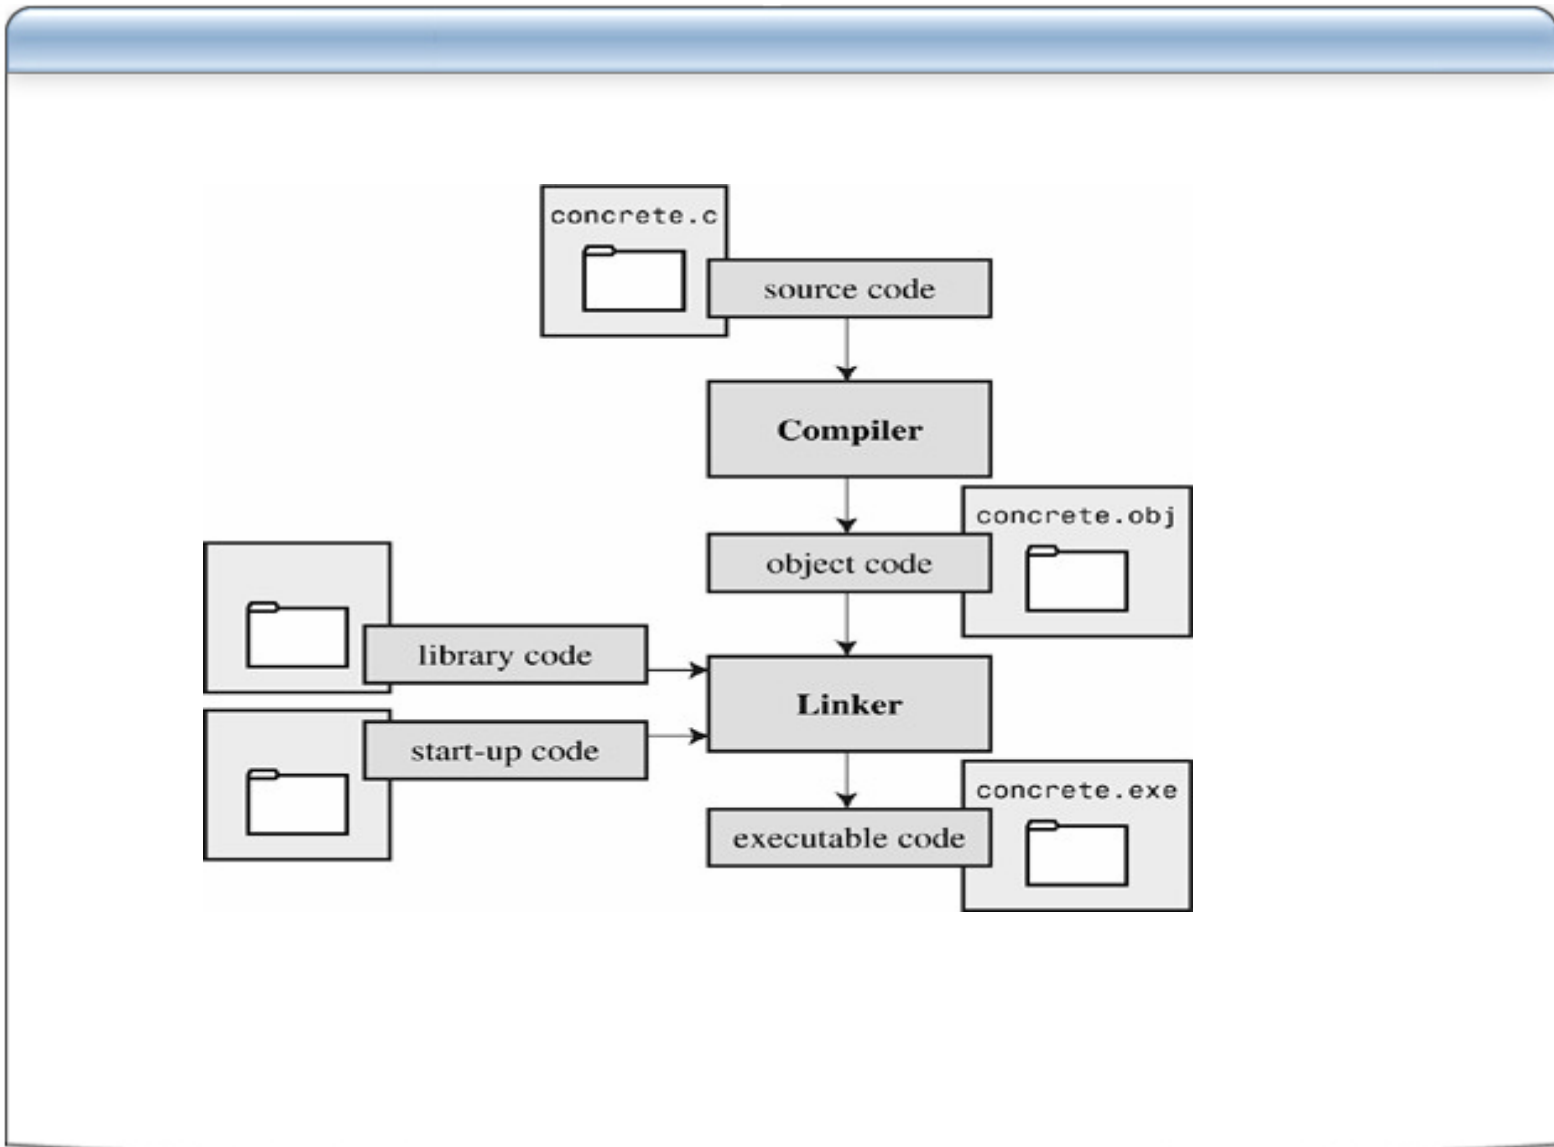 concrete.c
source code
Compiler
concrete.obj
object code
library code
Linker
start-up code
concrete.exe
executable code